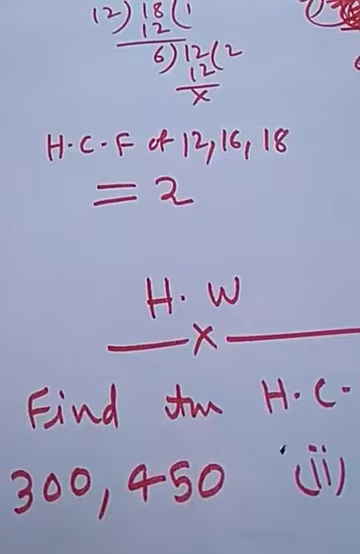 12) 18 (1
12
6) 12 (2
12
x
H.C.F of 12, 16, 18
= 2
H. W
x
Find the H.C.
300, 450 (ii)